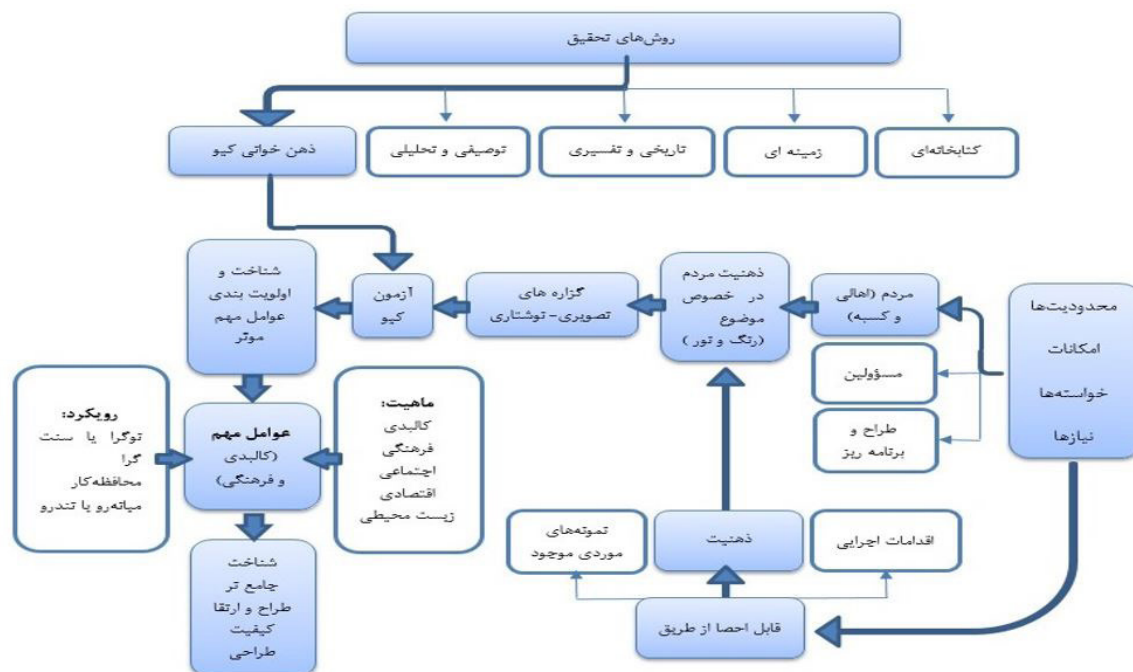 روش‌های تحقیق
کتابخانه‌ای
زمینه ای
تاریخی و تفسیری
توصیفی و تحلیلی
ذهن خوانی کیو
محدودیت‌ها
امکانات
خواسته‌ها
نیازها
مردم (اهالی
و کسبه)
مسؤولین
طراح و
برنامه ریز
ذهنیت مردم
در خصوص
موضوع
(رنگ و نور)
گزاره های
تصویری- نوشتاری
آزمون
کیو
شناخت و
اولویت بندی
عوامل مهم
موثر
رویکرد:
نوگرا یا سنت
گرا
محافظه‌کار
میانه‌رو یا تندرو
عوامل مهم
(کالبدی
و فرهنگی)
ماهیت:
کالبدی
فرهنگی
اجتماعی
اقتصادی
زیست محیطی
شناخت
جامع تر
طراح و ارتقا
کیفیت
طراحی
اقدامات اجرایی
ذهنیت
نمونه‌های
موردی موجود
قابل احصا از طریق